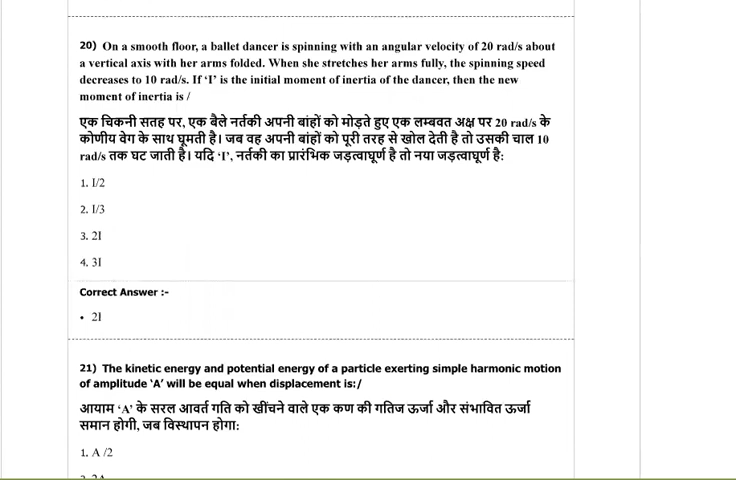 20) On a smooth floor, a ballet dancer is spinning with an angular velocity of 20 rad/s about
a vertical axis with her arms folded. When she stretches her arms fully, the spinning speed
decreases to 10 rad/s. If ‘I’ is the initial moment of inertia of the dancer, then the new
moment of inertia is /
एक चिकनी सतह पर, एक बैले नर्तकी अपनी बांहों को मोड़ते हुए एक लम्बवत अक्ष पर 20 rad/s के
कोणीय वेग के साथ घूमती है। जब वह अपनी बांहों को पूरी तरह से खोल देती है तो उसकी चाल 10
rad/s तक घट जाती है। यदि ‘I’, नर्तकी का प्रारंभिक जड़त्वाघूर्ण है तो नया जड़त्वाघूर्ण है:
1. I/2
2. I/3
3. 2I
4. 3I
Correct Answer :-
• 2I
21) The kinetic energy and potential energy of a particle exerting simple harmonic motion
of amplitude ‘A’ will be equal when displacement is:/
आयाम ‘A’ के सरल आवर्त गति को खींचने वाले एक कण की गतिज ऊर्जा और संभावित ऊर्जा
समान होगी, जब विस्थापन होगा:
1. A /2